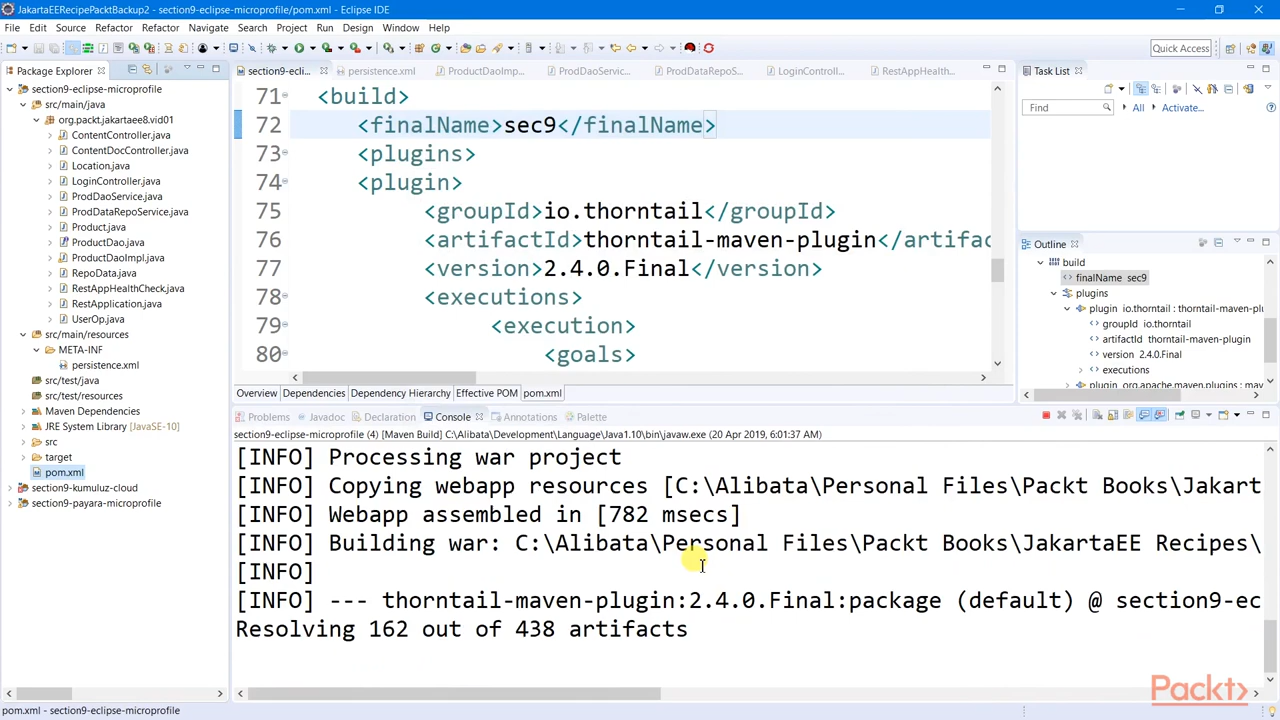 JakartaEERecipePacktBackup2 - section9-eclipse-microprofile/pom.xml - Eclipse IDE
File Edit Source Refactor Refactor Navigate Search Project Run Design Window Help
Quick Access
Package Explorer
section9-eclipse-microprofile
src/main/java
org.packt.jakartaee8.vid01
ContentController.java
ContentDocController.java
Location.java
LoginController.java
ProdDaoService.java
ProdDataRepoService.java
Product.java
ProductDao.java
ProductDaoImpl.java
RepoData.java
RestAppHealthCheck.java
RestApplication.java
UserOp.java
src/main/resources
META-INF
persistence.xml
src/test/java
src/test/resources
Maven Dependencies
JRE System Library [JavaSE-10]
src
target
pom.xml
section9-kumuluz-cloud
section9-payara-microprofile
section9-ecli... persistence.xml ProductDaoImp... ProdDaoServic... ProdDataRepoS... LoginControll... RestAppHealth...
71 <build>
72 <finalName>sec9</finalName>
73 <plugins>
74 <plugin>
75 <groupId>io.thorntail</groupId>
76 <artifactId>thorntail-maven-plugin</artifac
77 <version>2.4.0.Final</version>
78 <executions>
79 <execution>
80 <goals>
Overview Dependencies Dependency Hierarchy Effective POM pom.xml
Task List
Find All Activate...
Outline
build
finalName sec9
plugins
plugin io.thorntail : thorntail-maven-plu
groupId io.thorntail
artifactId thorntail-maven-plugin
version 2.4.0.Final
executions
plugin org.apache.maven.plugins : mav
Problems Javadoc Declaration Console Annotations Palette
section9-eclipse-microprofile (4) [Maven Build] C:\Alibata\Development\Language\Java1.10\bin\javaw.exe (20 Apr 2019, 6:01:37 AM)
[INFO] Processing war project
[INFO] Copying webapp resources [C:\Alibata\Personal Files\Packt Books\Jakart
[INFO] Webapp assembled in [782 msecs]
[INFO] Building war: C:\Alibata\Personal Files\Packt Books\JakartaEE Recipes\
[INFO]
[INFO] --- thorntail-maven-plugin:2.4.0.Final:package (default) @ section9-ec
Resolving 162 out of 438 artifacts
Packt>
pom.xml - section9-eclipse-microprofile